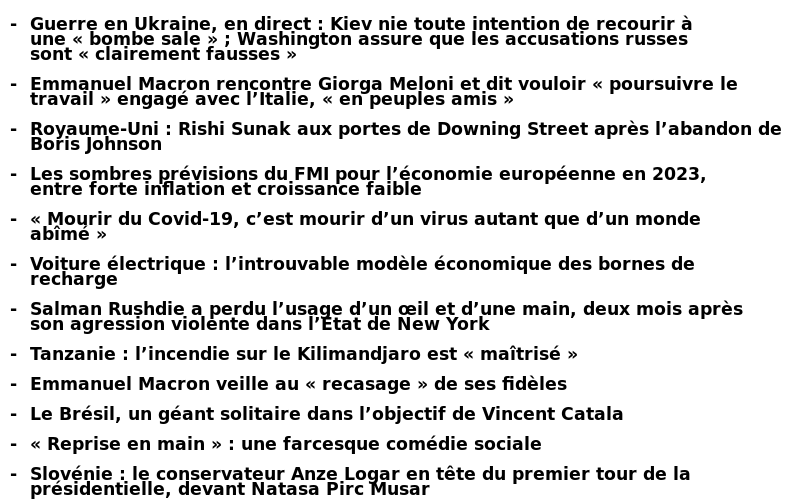 - Guerre en Ukraine, en direct : Kiev nie toute intention de recourir à
une « bombe sale » ; Washington assure que les accusations russes
sont « clairement fausses »
- Emmanuel Macron rencontre Giorga Meloni et dit vouloir « poursuivre le
travail » engagé avec l’Italie, « en peuples amis »
- Royaume-Uni : Rishi Sunak aux portes de Downing Street après l’abandon de
Boris Johnson
- Les sombres prévisions du FMI pour l’économie européenne en 2023,
entre forte inflation et croissance faible
- « Mourir du Covid-19, c’est mourir d’un virus autant que d’un monde
abîmé »
- Voiture électrique : l’introuvable modèle économique des bornes de
recharge
- Salman Rushdie a perdu l’usage d’un œil et d’une main, deux mois après
son agression violente dans l’État de New York
- Tanzanie : l’incendie sur le Kilimandjaro est « maîtrisé »
- Emmanuel Macron veille au « recasage » de ses fidèles
- Le Brésil, un géant solitaire dans l’objectif de Vincent Catala
- « Reprise en main » : une farcesque comédie sociale
- Slovénie : le conservateur Anze Logar en tête du premier tour de la
présidentielle, devant Natasa Pirc Musar